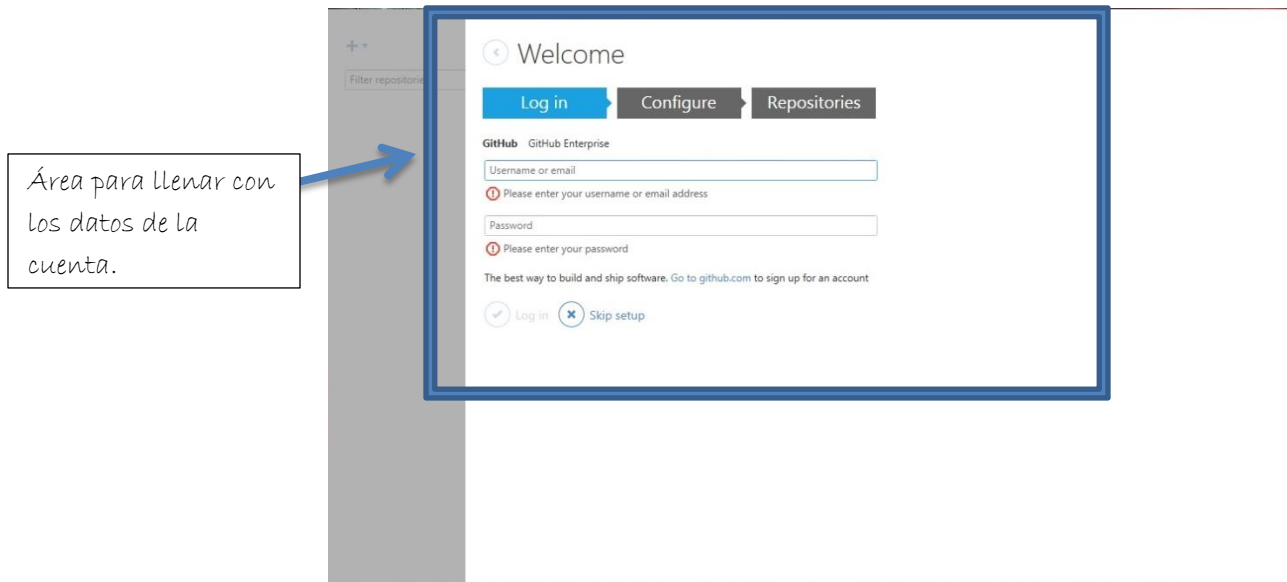 Filter repositorie
Welcome
Log in
Configure
Repositories
GitHub GitHub Enterprise
Username or email
Please enter your username or email address
Password
Please enter your password
The best way to build and ship software. Go to github.com to sign up for an account
Log in
Skip setup
Área para llenar con
los datos de la
cuenta.